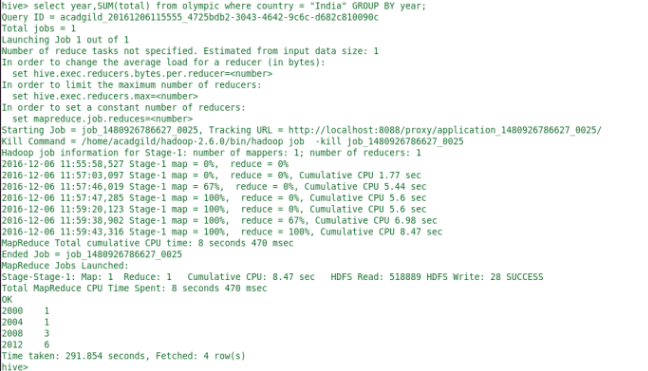 hive> select year,SUM(total) from olympic where country = "India" GROUP BY year;
Query ID = acadgild_20161206115555_4725bdb2-3043-4642-9c6c-d682c810090c
Total jobs = 1
Launching Job 1 out of 1
Number of reduce tasks not specified. Estimated from input data size: 1
In order to change the average load for a reducer (in bytes):
  set hive.exec.reducers.bytes.per.reducer=<number>
In order to limit the maximum number of reducers:
  set hive.exec.reducers.max=<number>
In order to set a constant number of reducers:
  set mapreduce.job.reduces=<number>
Starting Job = job_1480926786627_0025, Tracking URL = http://localhost:8088/proxy/application_1480926786627_0025/
Kill Command = /home/acadgild/hadoop-2.6.0/bin/hadoop job  -kill job_1480926786627_0025
Hadoop job information for Stage-1: number of mappers: 1; number of reducers: 1
2016-12-06 11:55:58,527 Stage-1 map = 0%,  reduce = 0%
2016-12-06 11:57:03,097 Stage-1 map = 0%,  reduce = 0%, Cumulative CPU 1.77 sec
2016-12-06 11:57:46,019 Stage-1 map = 67%,  reduce = 0%, Cumulative CPU 5.44 sec
2016-12-06 11:57:47,285 Stage-1 map = 100%,  reduce = 0%, Cumulative CPU 5.6 sec
2016-12-06 11:59:20,123 Stage-1 map = 100%,  reduce = 0%, Cumulative CPU 5.6 sec
2016-12-06 11:59:38,902 Stage-1 map = 100%,  reduce = 67%, Cumulative CPU 6.98 sec
2016-12-06 11:59:43,316 Stage-1 map = 100%,  reduce = 100%, Cumulative CPU 8.47 sec
MapReduce Total cumulative CPU time: 8 seconds 470 msec
Ended Job = job_1480926786627_0025
MapReduce Jobs Launched:
Stage-Stage-1: Map: 1  Reduce: 1   Cumulative CPU: 8.47 sec   HDFS Read: 518889 HDFS Write: 28 SUCCESS
Total MapReduce CPU Time Spent: 8 seconds 470 msec
OK
2000    1
2004    1
2008    3
2012    6
Time taken: 291.854 seconds, Fetched: 4 row(s)
hive>